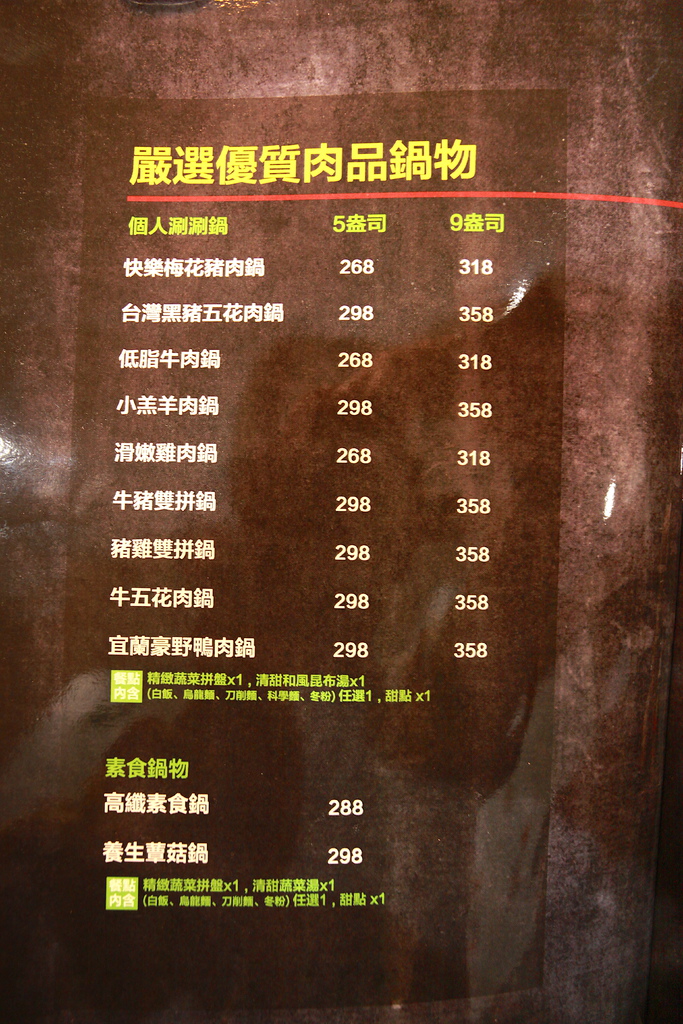 嚴選優質肉品鍋物
個人涮涮鍋 5盎司 9盎司
快樂梅花豬肉鍋 268 318
台灣黑豬五花肉鍋 298 358
低脂牛肉鍋 268 318
小羔羊肉鍋 298 358
滑嫩雞肉鍋 268 318
牛豬雙拼鍋 298 358
豬雞雙拼鍋 298 358
牛五花肉鍋 298 358
宜蘭豪野鴨肉鍋 298 358
餐點內含 精緻蔬菜拼盤x1，清甜和風昆布湯x1
(白飯、烏龍麵、刀削麵、科學麵、冬粉)任選1，甜點 x1
素食鍋物
高纖素食鍋 288
養生蕈菇鍋 298
餐點內含 精緻蔬菜拼盤x1，清甜蔬菜湯x1
(白飯、烏龍麵、刀削麵、科學麵、冬粉)任選1，甜點 x1